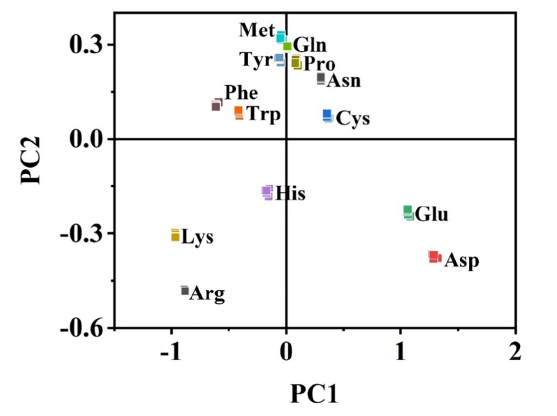 Met
Gln
Tyr
Pro
Asn
Phe
Trp
Cys
His
Glu
Lys
Asp
Arg
0.3
0.0
-0.3
-0.6
PC2
-1
0
1
2
PC1